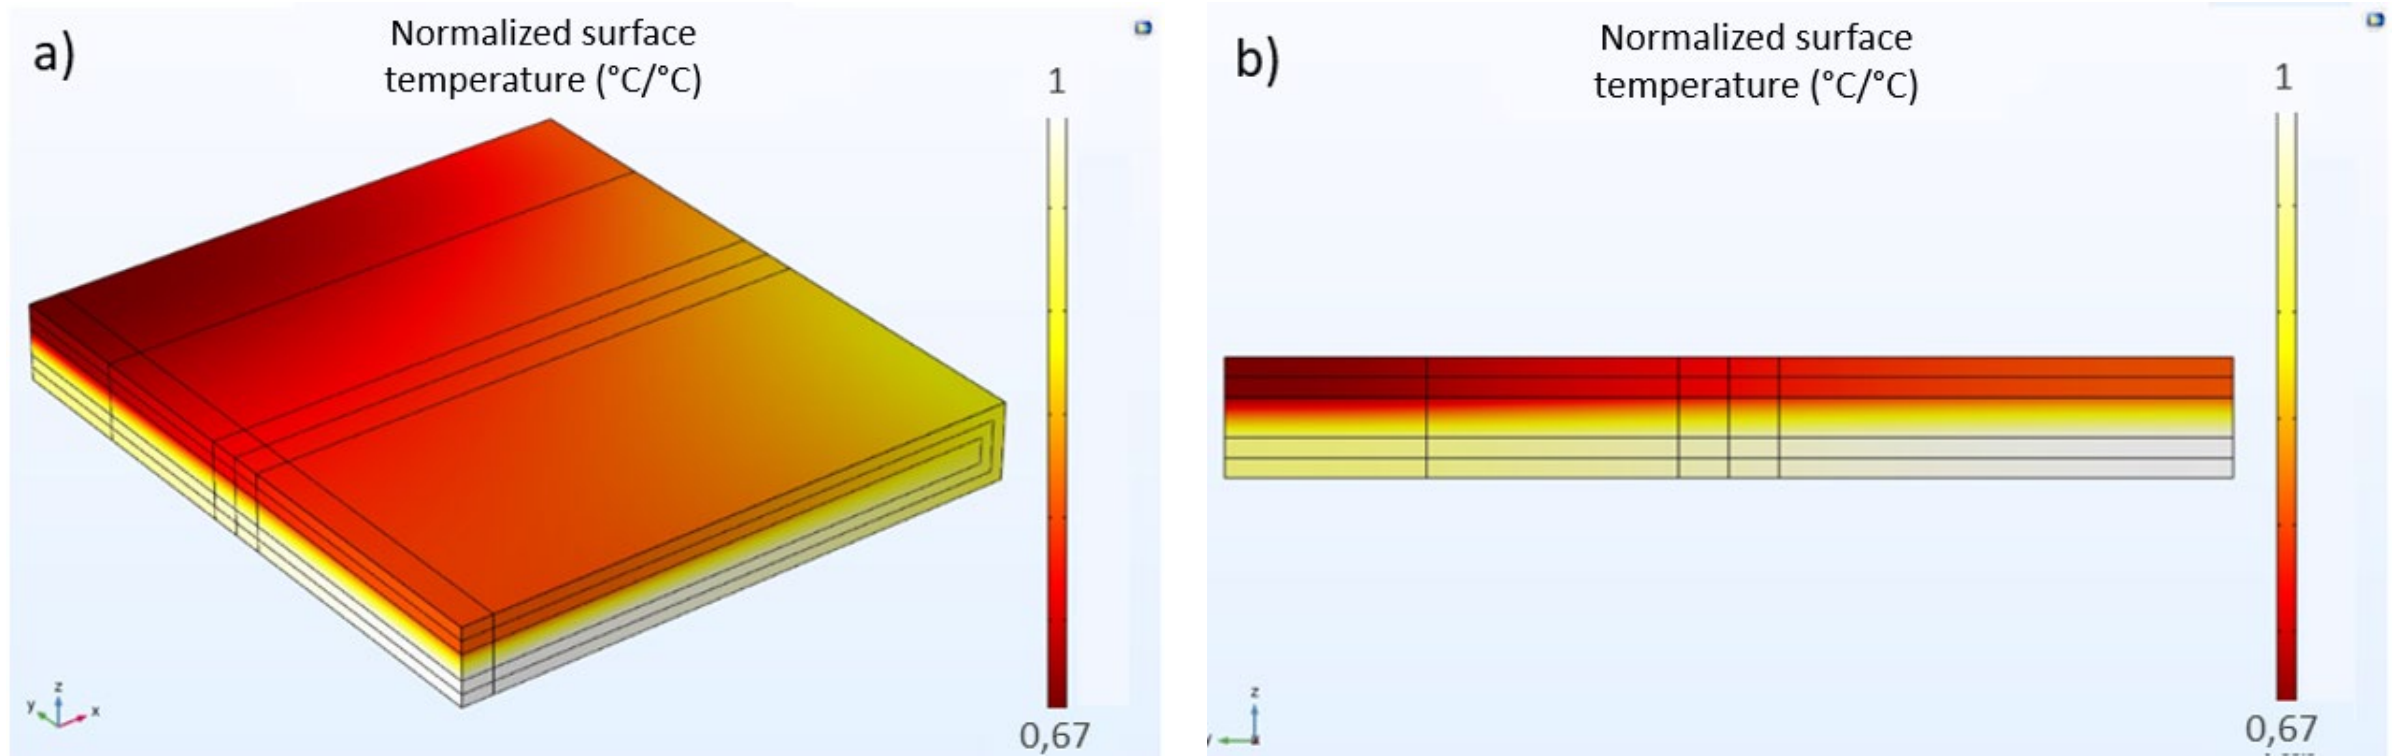 a)
Normalized surface
temperature (°C/°C)
1
0,67
z
y
x
b)
Normalized surface
temperature (°C/°C)
1
0,67
z